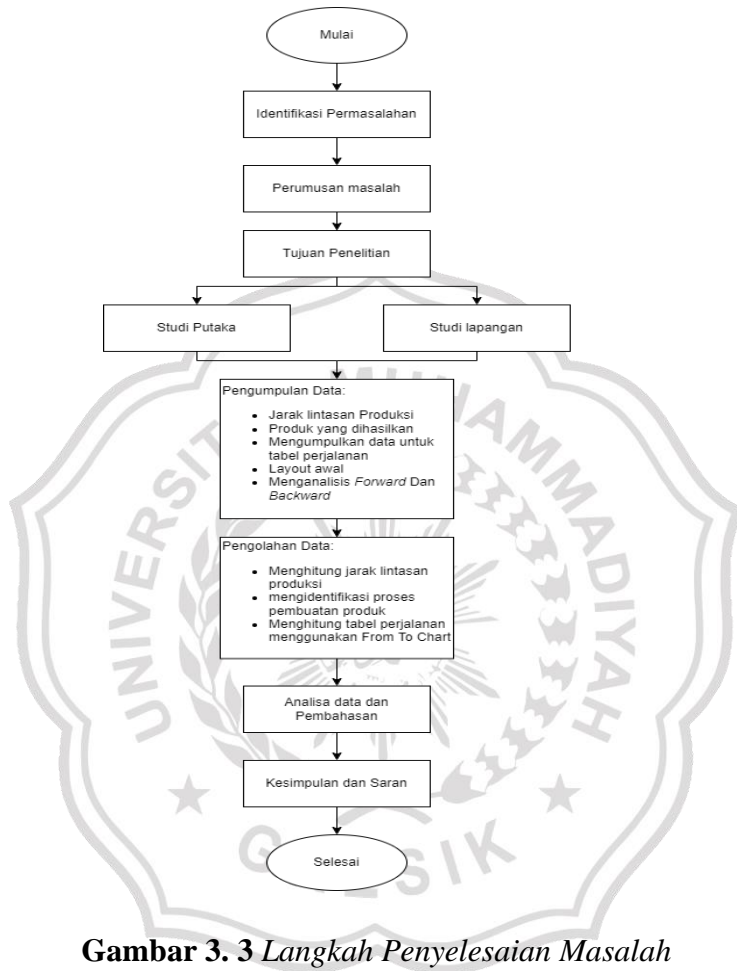 Mulai
Identifikasi Permasalahan
Perumusan masalah
Tujuan Penelitian
Studi Putaka
Studi lapangan
Pengumpulan Data:
• Jarak lintasan Produksi
• Produk yang dihasilkan
• Mengumpulkan data untuk
tabel perjalanan
• Layout awal
• Menganalisis Forward Dan
Backward
Pengolahan Data:
• Menghitung jarak lintasan
produksi
• mengidentifikasi proses
pembuatan produk
• Menghitung tabel perjalanan
menggunakan From To Chart
Analisa data dan
Pembahasan
Kesimpulan dan Saran
Selesai
Gambar 3. 3 Langkah Penyelesaian Masalah